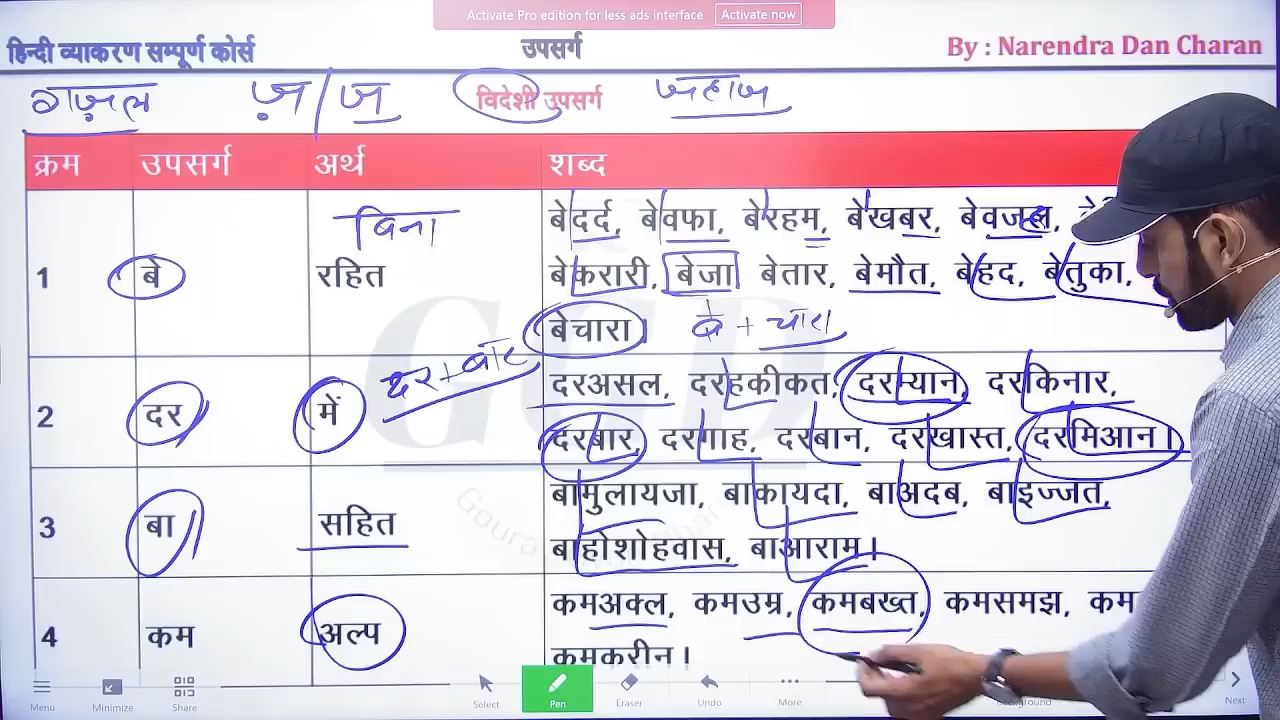 Activate Pro edition for less ads interface Activate now
हिन्दी व्याकरण सम्पूर्ण कोर्स उपसर्ग By : Narendra Dan Charan
गज़ल ज़/ज विदेशी उपसर्ग जहाज
क्रम उपसर्ग अर्थ शब्द
बिना
बेदर्द, बेवफा, बेरहम, बेखबर, बेवजह,
1 बे रहित बेकरारी, बेजा बेतार, बेमौत, बेहद, बेतुका,
बेचारा। बे + चारा
दर + बार
दरअसल, दरहकीकत, दरम्यान, दरकिनार,
2 दर में
दरबार, दरगाह, दरबान, दरखास्त, दरमिआन।
बामुलायजा, बाकायदा, बाअदब, बाइज्जत,
3 बा सहित
बाहोशोहवास, बाआराम।
कमअक्ल, कमउम्र, कमबख्त, कमसमझ, कम
4 कम अल्प
कमकरीन।
Menu Minimize Share Select Pen Eraser Undo More Background Next